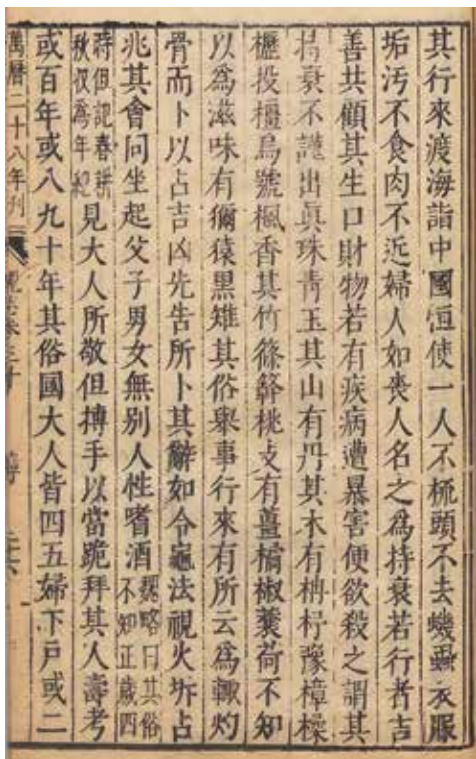 其行來渡海詣中國恒使一人不梳頭不去蟣蝨衣服
垢汚不食肉不近婦人如喪人名之爲持衰若行者吉
善共顧其生口財物若有疾病遭暴害便欲殺之謂其
持衰不謹出眞珠青玉其山有丹其木有枏杼豫樟楺
櫪投橿烏號楓香其竹篠簳桃支有薑橘椒蘘荷不知
以爲滋味有獼猿黑雉其俗舉事行來有所云爲輒灼
骨而卜以占吉凶先告所卜其辭如令龜法視火坼占
兆其會同坐起父子男女無别人性嗜酒
魏略曰其俗
不知正歳四
時但記春耕
秋收爲年紀
見大人所敬但搏手以當跪拜其人壽考
或百年或八九十年其俗國大人皆四五婦下戶或二
萬曆二十八年刊
三十